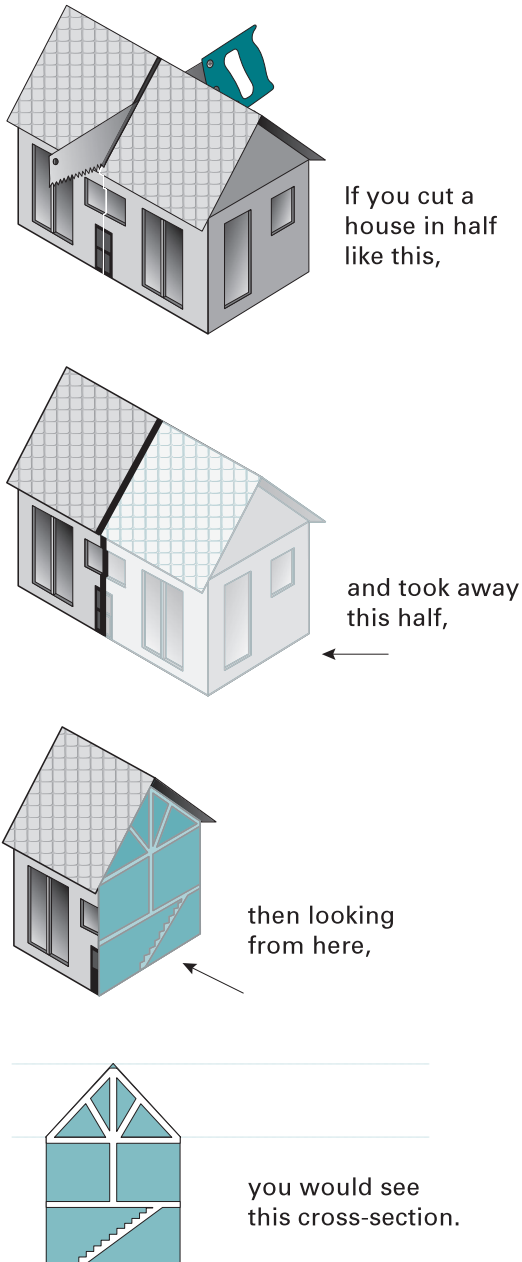 If you cut a
house in half
like this,
and took away
this half,
then looking
from here,
you would see
this cross-section.